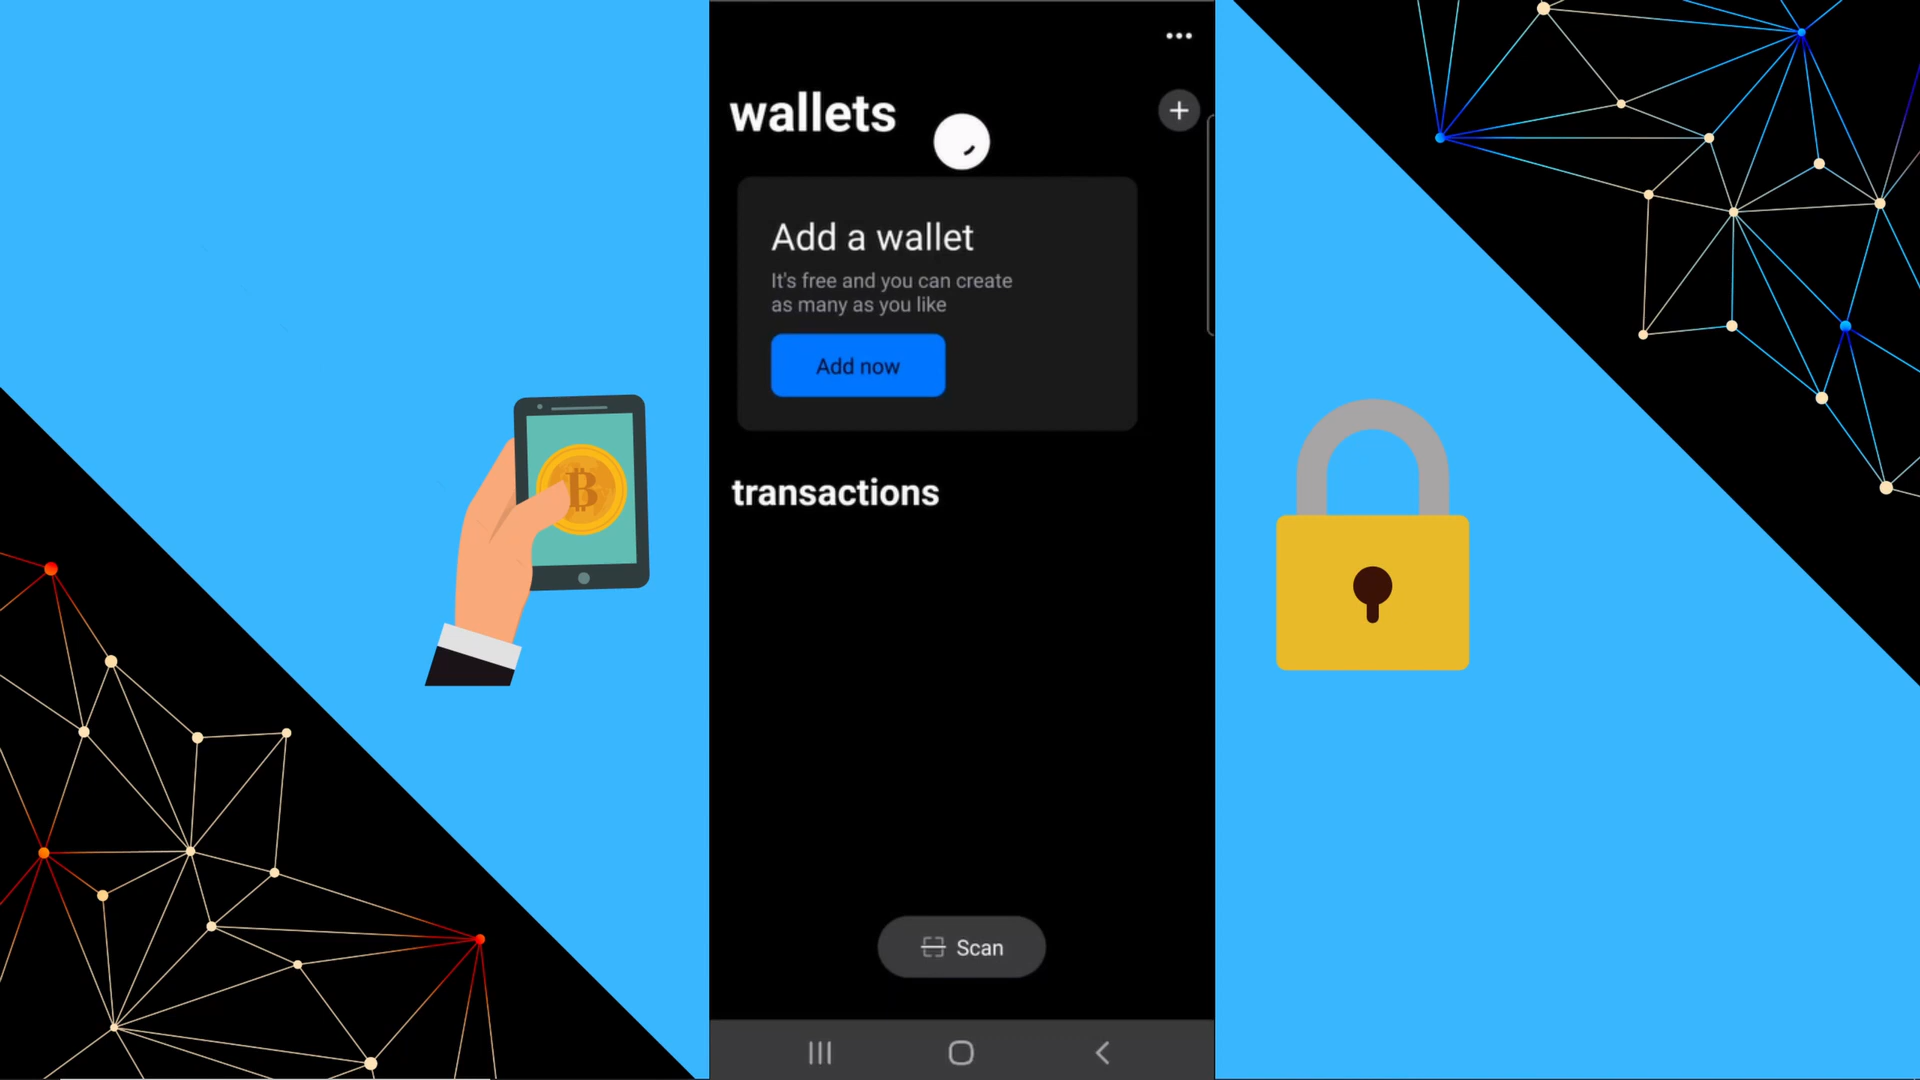 wallets
Add a wallet
It's free and you can create
as many as you like
Add now
transactions
Scan